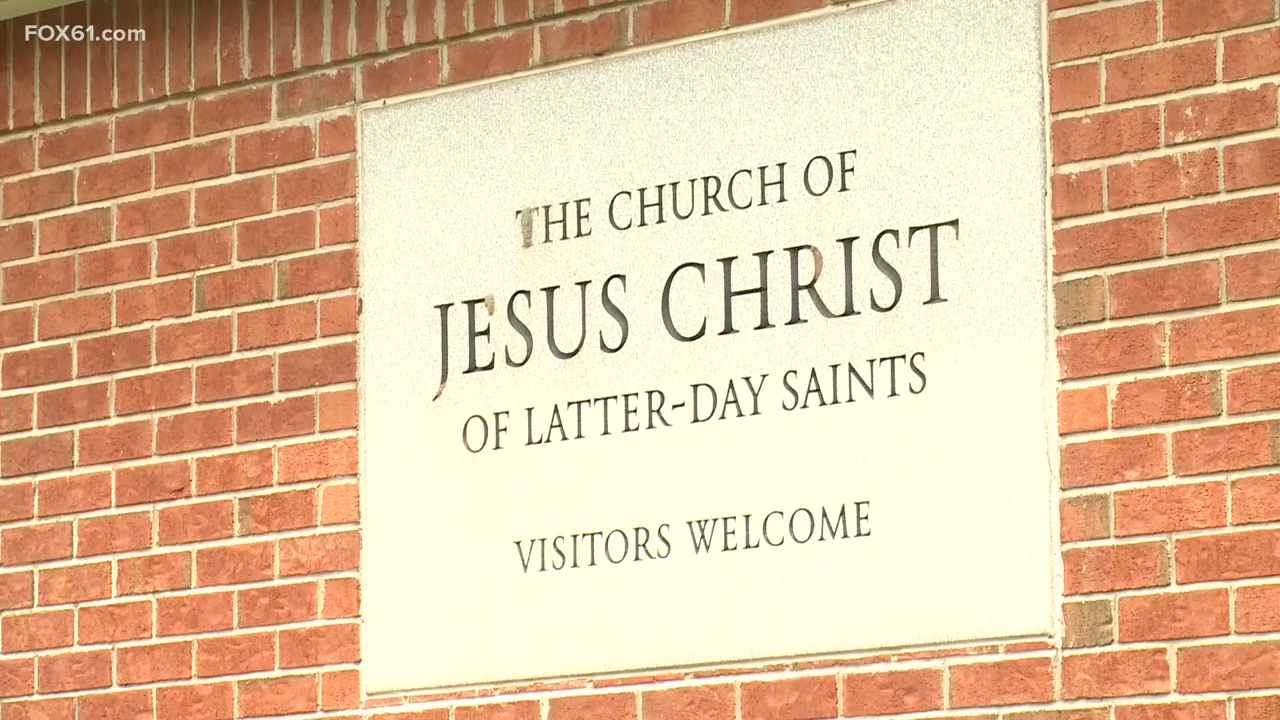 FOX61.com
THE CHURCH OF
JESUS CHRIST
OF LATTER-DAY SAINTS
VISITORS WELCOME